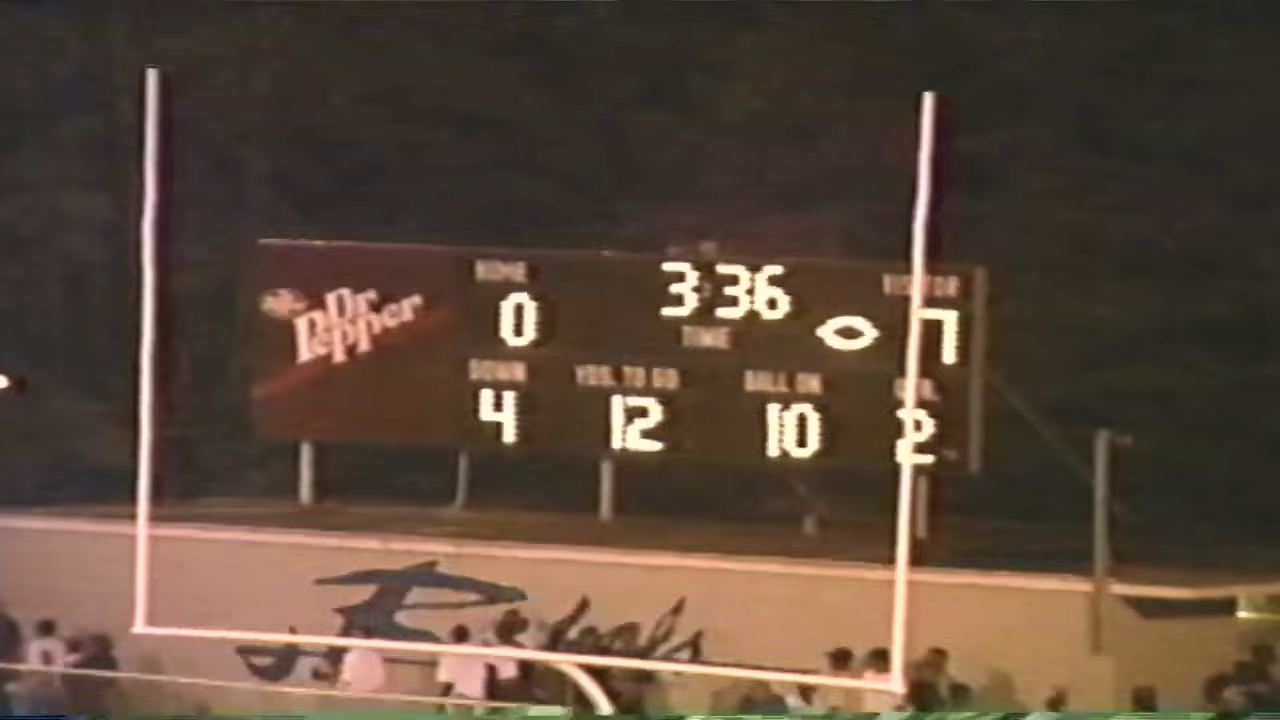 Dr Pepper
HOME 3:36 VISITOR
0 TIME 7
DOWN YDS. TO GO BALL ON QTR.
4 12 10 2
Rebels